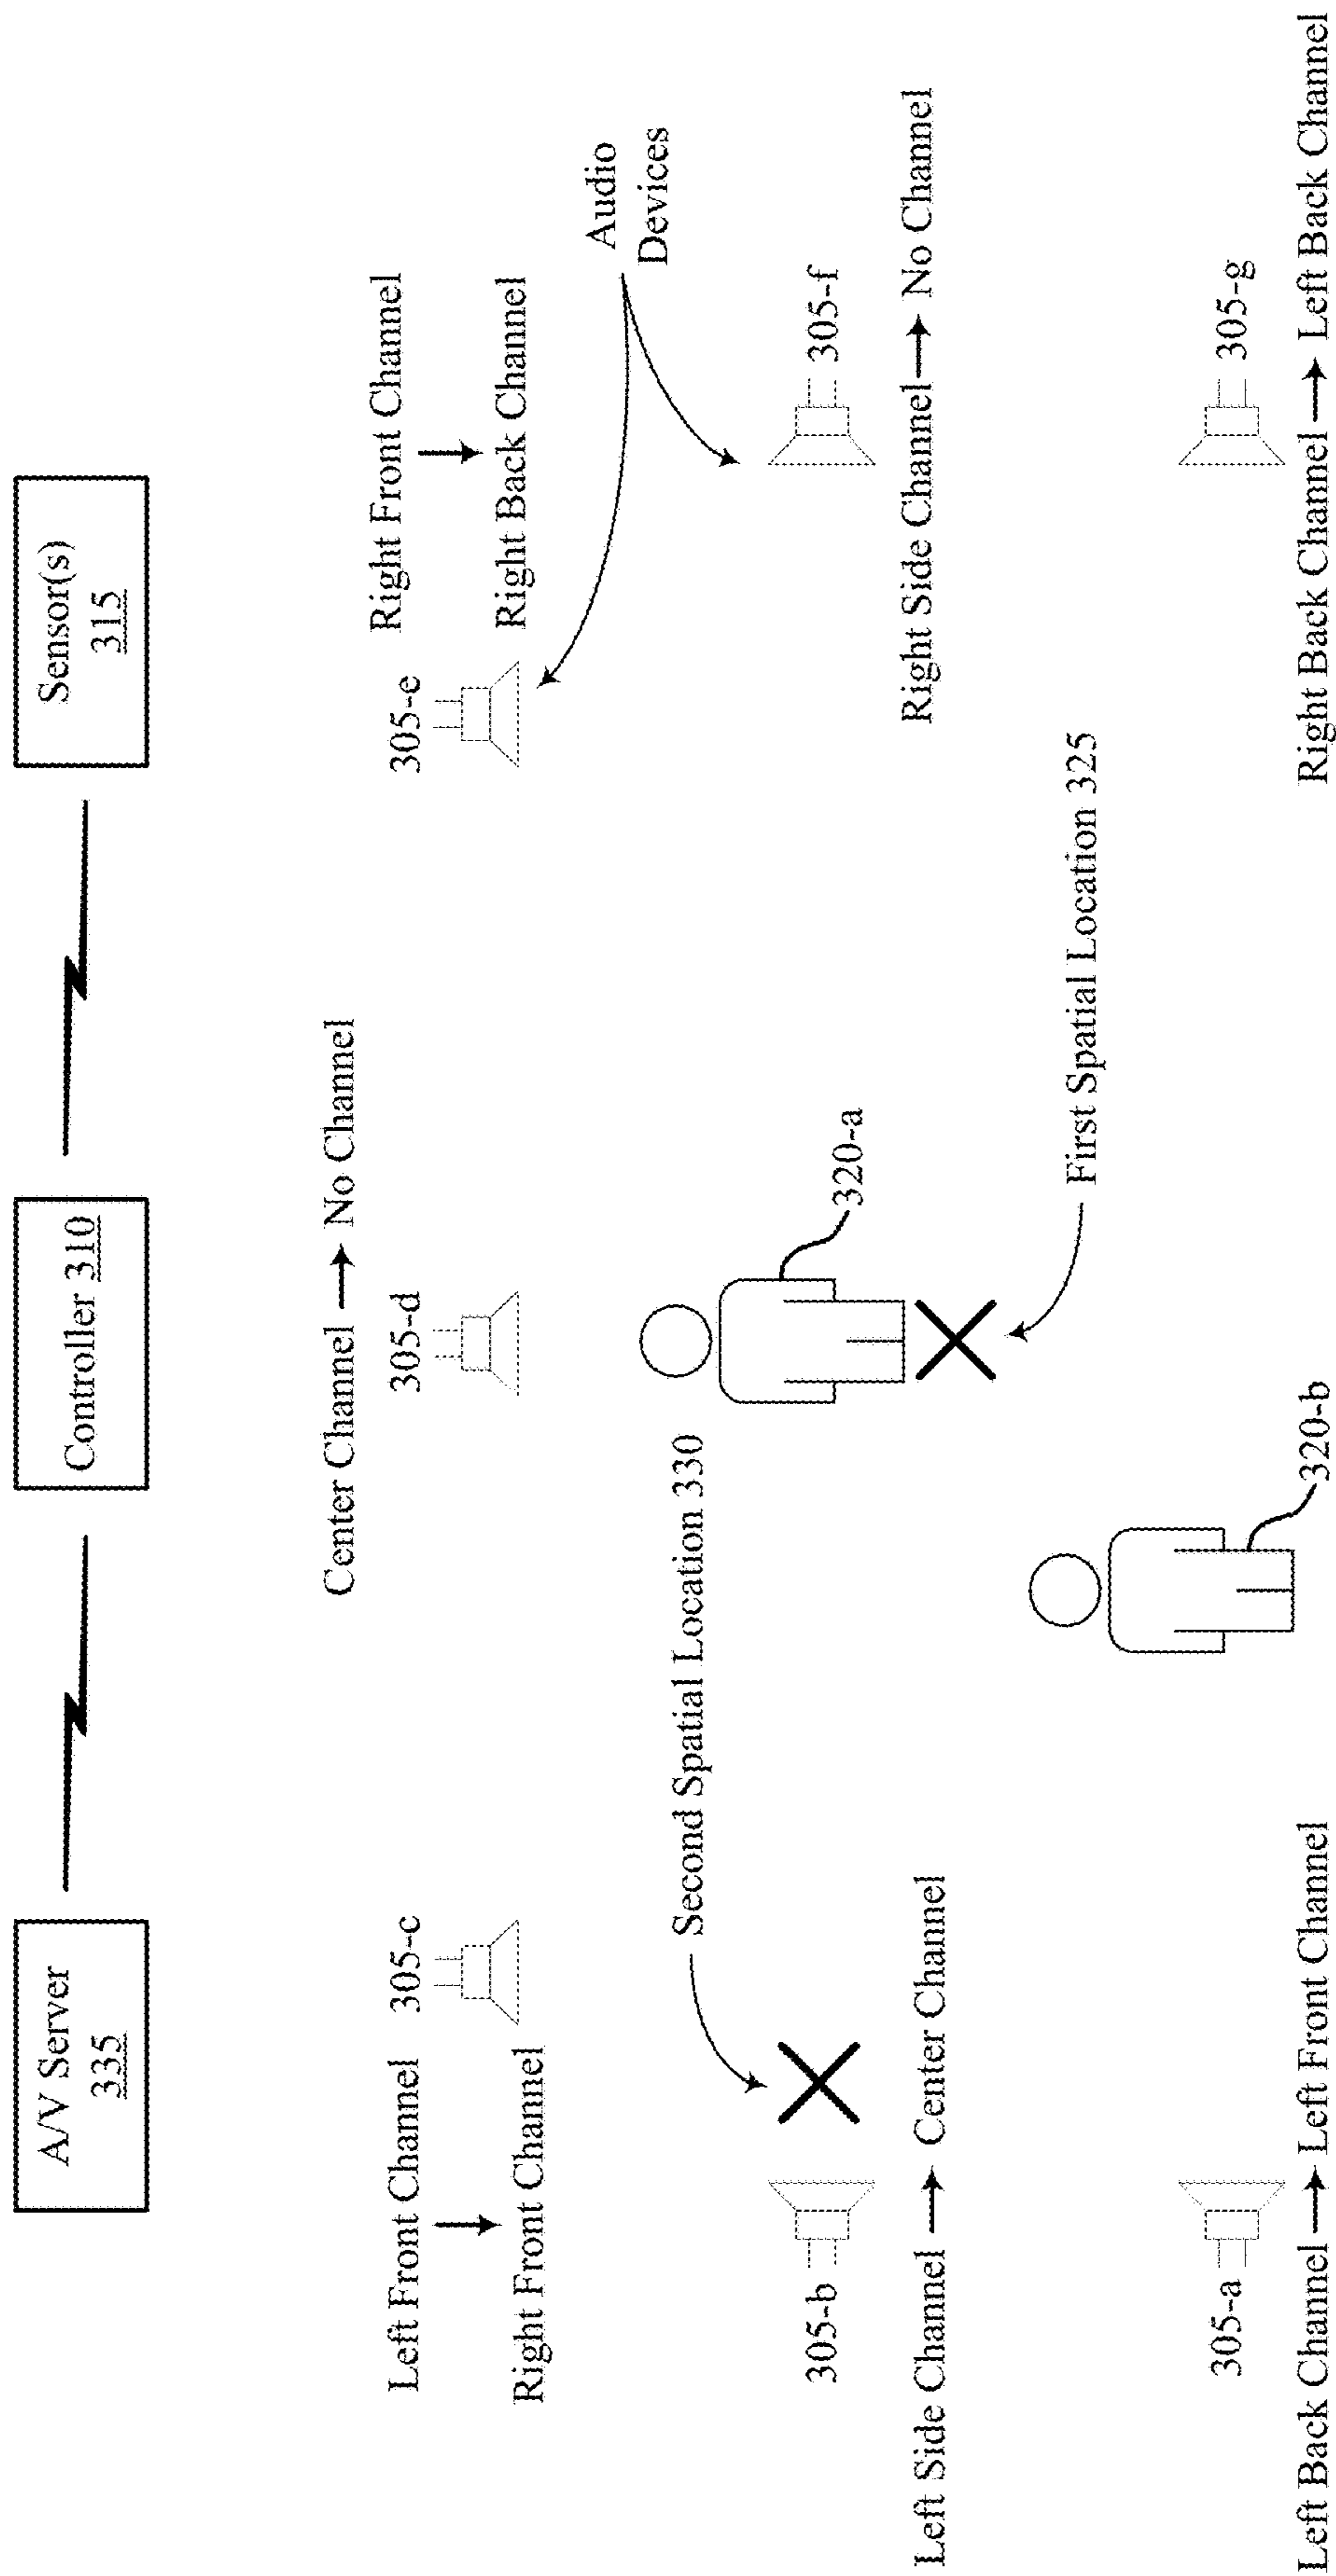 A/V Server
335
Controller 310
Sensor(s)
315
Center Channel → No Channel
Left Front Channel
305-c
Right Front Channel
305-d
305-e
Right Front Channel
Right Back Channel
Audio
Devices
Second Spatial Location 330
305-b
Left Side Channel → Center Channel
320-a
305-f
Right Side Channel → No Channel
First Spatial Location 325
305-a
Left Back Channel → Left Front Channel
320-b
305-g
Right Back Channel → Left Back Channel